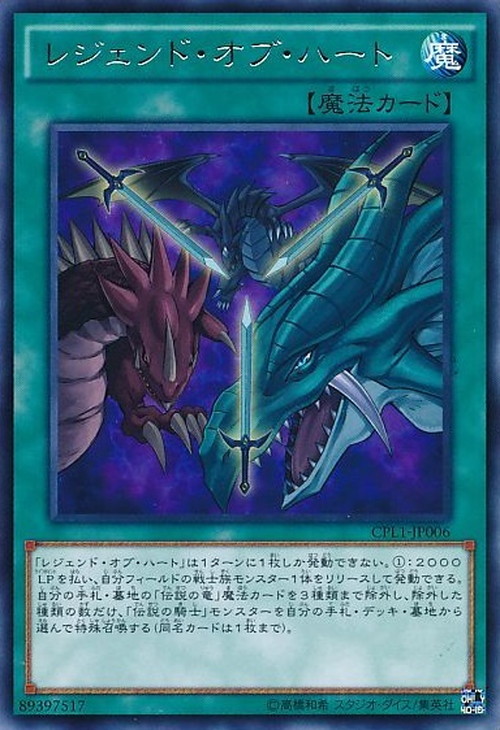 レジェンド・オブ・ハート
魔
【魔法カード】
CPL1-JP006
「レジェンド・オブ・ハート」は1ターンに1枚しか発動できない。①:2000
LPを払い、自分フィールドの戦士族モンスター1体をリリースして発動できる。
自分の手札・墓地の「伝説の竜」魔法カードを3種類まで除外し、除外した
種類の数だけ、「伝説の騎士」モンスターを自分の手札・デッキ・墓地から
選んで特殊召喚する(同名カードは1枚まで)。
89397517
©高橋和希 スタジオ・ダイス/集英社